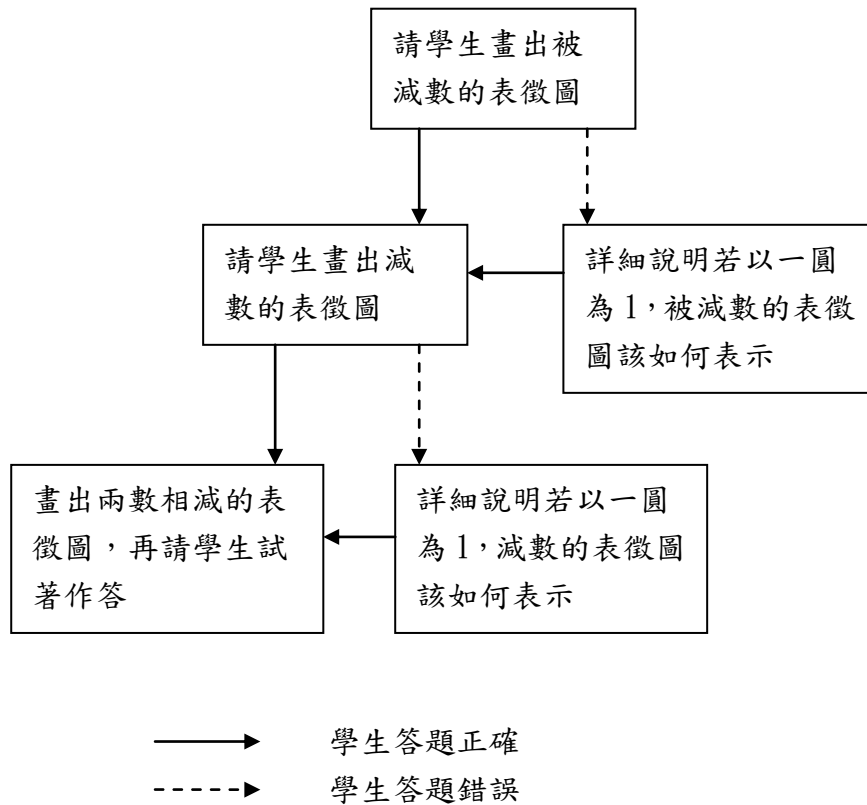 請學生畫出被
減數的表徵圖
請學生畫出減
數的表徵圖
詳細說明若以一圓
為 1，被減數的表徵
圖該如何表示
畫出兩數相減的表
徵圖，再請學生試
著作答
詳細說明若以一圓
為 1，減數的表徵圖
該如何表示
學生答題正確
學生答題錯誤